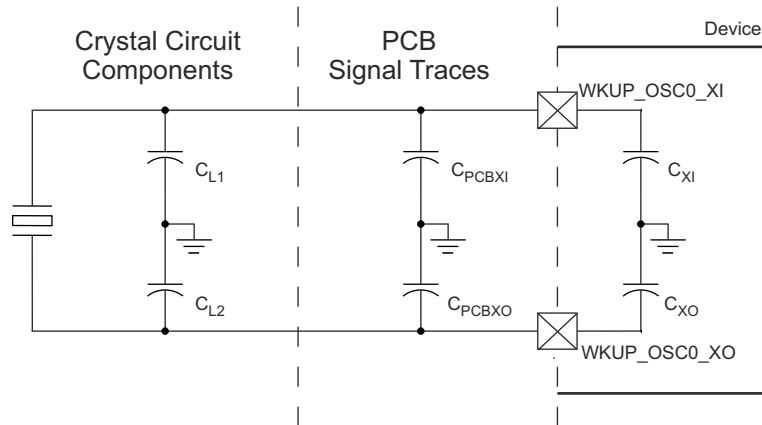 Crystal Circuit
Components
PCB
Signal Traces
Device
WKUP_OSC0_XI
CL1
CPCBXI
CXI
CL2
CPCBXO
CXO
WKUP_OSC0_XO